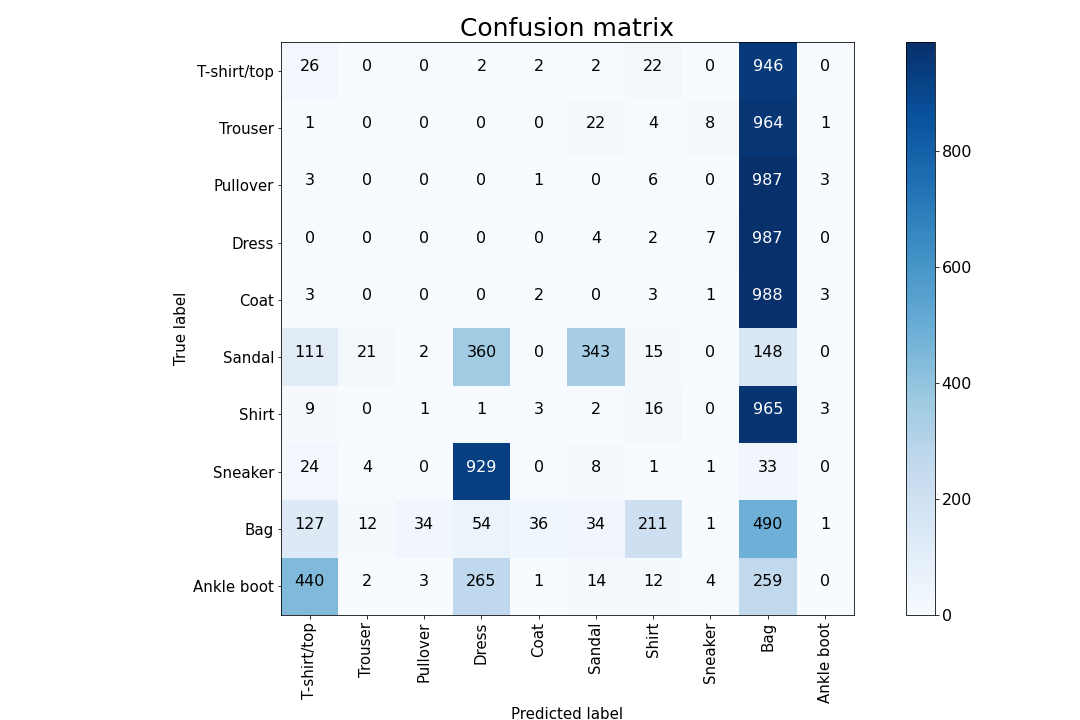 Confusion matrix
T-shirt/top 26 0 0 2 2 2 22 0 946 0
Trouser 1 0 0 0 0 22 4 8 964 1
Pullover 3 0 0 0 1 0 6 0 987 3
Dress 0 0 0 0 0 4 2 7 987 0
Coat 3 0 0 0 2 0 3 1 988 3
Sandal 111 21 2 360 0 343 15 0 148 0
Shirt 9 0 1 1 3 2 16 0 965 3
Sneaker 24 4 0 929 0 8 1 1 33 0
Bag 127 12 34 54 36 34 211 1 490 1
Ankle boot 440 2 3 265 1 14 12 4 259 0
True label
T-shirt/top
Trouser
Pullover
Dress
Coat
Sandal
Shirt
Sneaker
Bag
Ankle boot
Predicted label
800
600
400
200
0